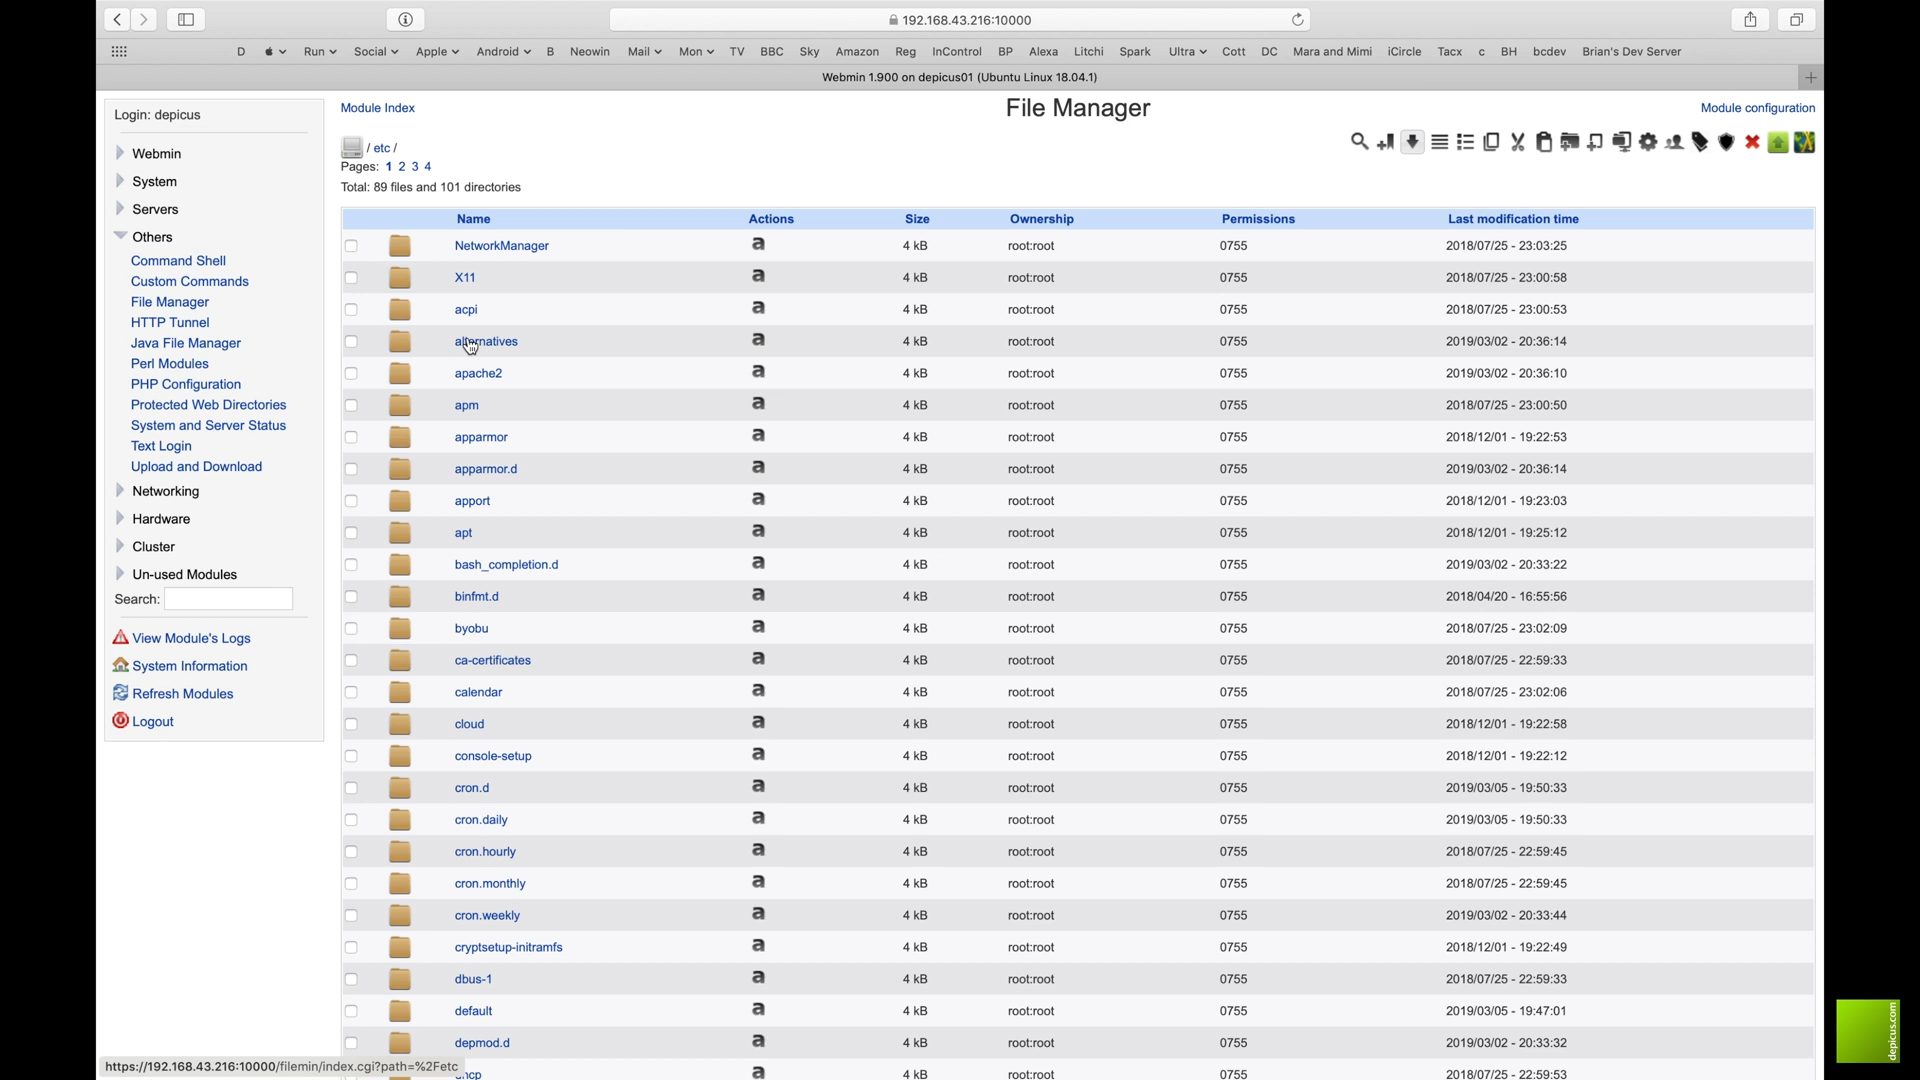 192.168.43.216:10000
D Run Social Apple Android B Neowin Mail Mon TV BBC Sky Amazon Reg InControl BP Alexa Litchi Spark Ultra Cott DC Mara and Mimi iCircle Tacx c BH bcdev Brian's Dev Server
Webmin 1.900 on depicus01 (Ubuntu Linux 18.04.1)
Login: depicus
Webmin
System
Servers
Others
Command Shell
Custom Commands
File Manager
HTTP Tunnel
Java File Manager
Perl Modules
PHP Configuration
Protected Web Directories
System and Server Status
Text Login
Upload and Download
Networking
Hardware
Cluster
Un-used Modules
Search:
View Module's Logs
System Information
Refresh Modules
Logout
Module Index
File Manager
Module configuration
/ etc /
Pages: 1 2 3 4
Total: 89 files and 101 directories
Name Actions Size Ownership Permissions Last modification time
NetworkManager a 4 kB root:root 0755 2018/07/25 - 23:03:25
X11 a 4 kB root:root 0755 2018/07/25 - 23:00:58
acpi a 4 kB root:root 0755 2018/07/25 - 23:00:53
alternatives a 4 kB root:root 0755 2019/03/02 - 20:36:14
apache2 a 4 kB root:root 0755 2019/03/02 - 20:36:10
apm a 4 kB root:root 0755 2018/07/25 - 23:00:50
apparmor a 4 kB root:root 0755 2018/12/01 - 19:22:53
apparmor.d a 4 kB root:root 0755 2019/03/02 - 20:36:14
apport a 4 kB root:root 0755 2018/12/01 - 19:23:03
apt a 4 kB root:root 0755 2018/12/01 - 19:25:12
bash_completion.d a 4 kB root:root 0755 2019/03/02 - 20:33:22
binfmt.d a 4 kB root:root 0755 2018/04/20 - 16:55:56
byobu a 4 kB root:root 0755 2018/07/25 - 23:02:09
ca-certificates a 4 kB root:root 0755 2018/07/25 - 22:59:33
calendar a 4 kB root:root 0755 2018/07/25 - 23:02:06
cloud a 4 kB root:root 0755 2018/12/01 - 19:22:58
console-setup a 4 kB root:root 0755 2018/12/01 - 19:22:12
cron.d a 4 kB root:root 0755 2019/03/05 - 19:50:33
cron.daily a 4 kB root:root 0755 2019/03/05 - 19:50:33
cron.hourly a 4 kB root:root 0755 2018/07/25 - 22:59:45
cron.monthly a 4 kB root:root 0755 2018/07/25 - 22:59:45
cron.weekly a 4 kB root:root 0755 2019/03/02 - 20:33:44
cryptsetup-initramfs a 4 kB root:root 0755 2018/12/01 - 19:22:49
dbus-1 a 4 kB root:root 0755 2018/07/25 - 22:59:33
default a 4 kB root:root 0755 2019/03/05 - 19:47:01
depmod.d a 4 kB root:root 0755 2019/03/02 - 20:33:32
a 4 kB root:root 0755 2018/07/25 - 22:59:53
https://192.168.43.216:10000/filemin/index.cgi?path=%2Fetc
depicus.com